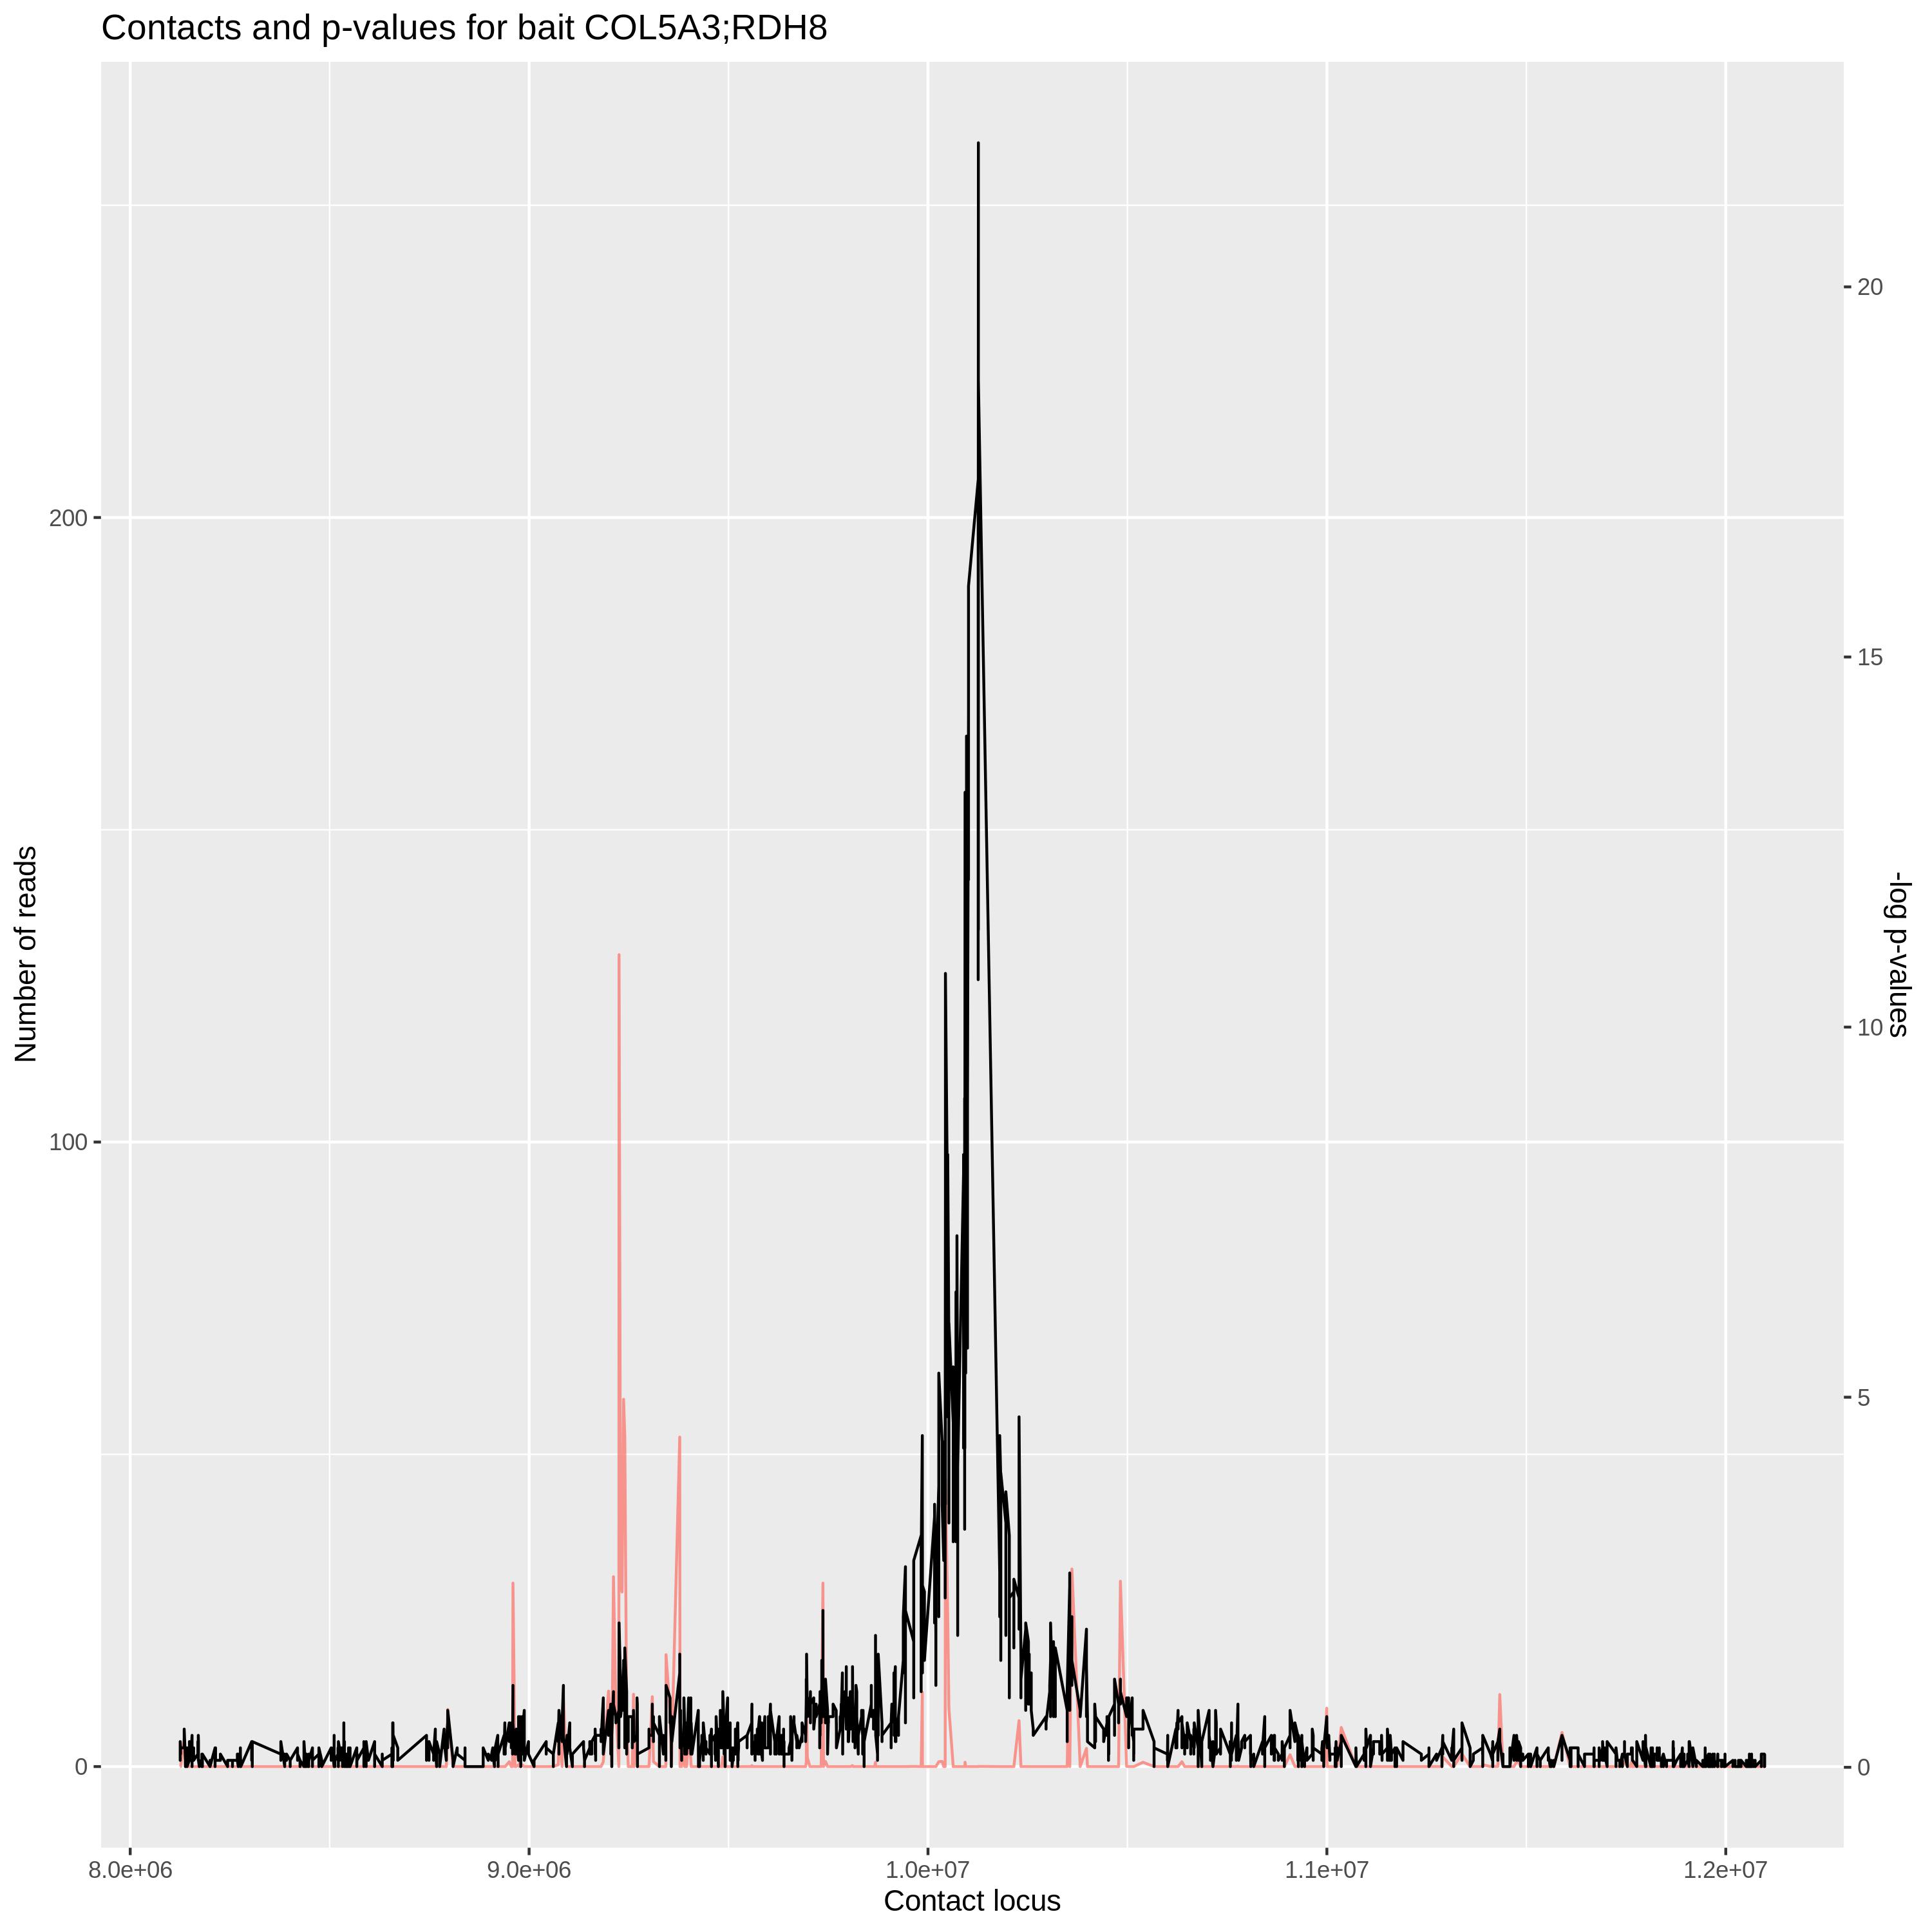 Contacts and p-values for bait COL5A3;RDH8
Number of reads
200
100
0
20
15
10
5
0
-log p-values
8.0e+06
9.0e+06
1.0e+07
1.1e+07
1.2e+07
Contact locus